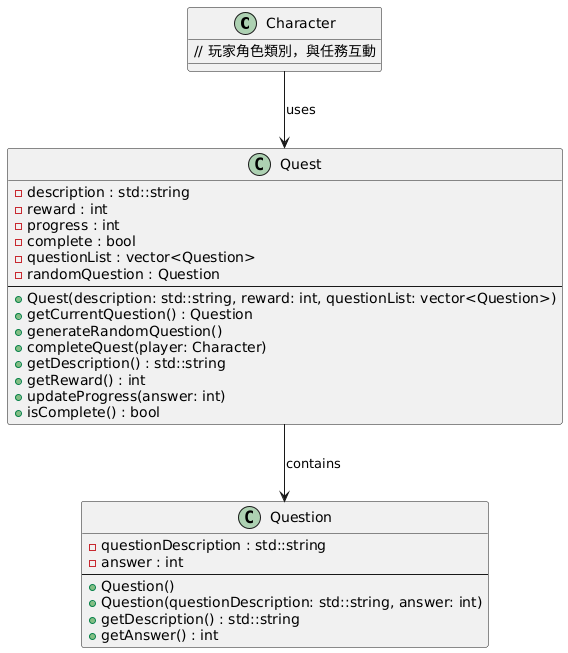 C Character
// 玩家角色類別，與任務互動
uses
C Quest
description : std::string
reward : int
progress : int
complete : bool
questionList : vector<Question>
randomQuestion : Question
Quest(description: std::string, reward: int, questionList: vector<Question>)
getCurrentQuestion() : Question
generateRandomQuestion()
completeQuest(player: Character)
getDescription() : std::string
getReward() : int
updateProgress(answer: int)
isComplete() : bool
contains
C Question
questionDescription : std::string
answer : int
Question()
Question(questionDescription: std::string, answer: int)
getDescription() : std::string
getAnswer() : int